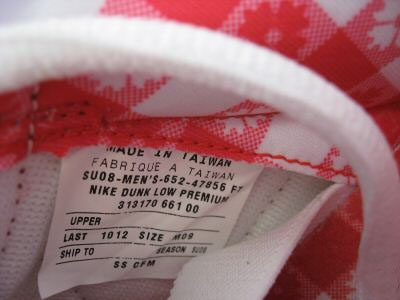 MADE IN TAIWAN
FABRIQUE A TAIWAN
SU08-MEN'S-652-47856 FT
NIKE DUNK LOW PREMIUM
313170 661 00
UPPER
LAST 1012 SIZE M09
SHIP TO SEASON SU08
SS CFM